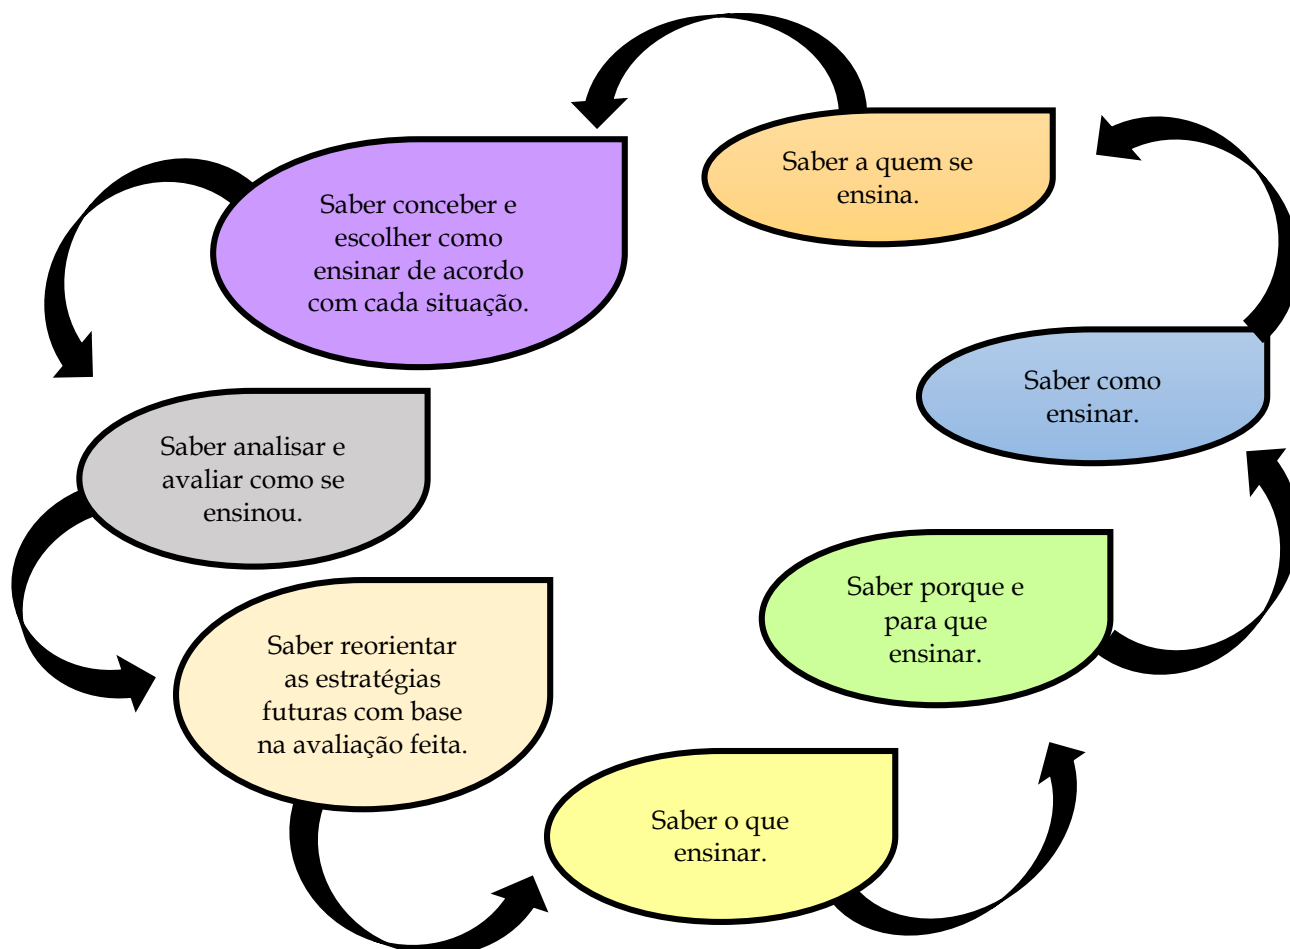 Saber a quem se
ensina.
Saber conceber e
escolher como
ensinar de acordo
com cada situação.
Saber como
ensinar.
Saber analisar e
avaliar como se
ensinou.
Saber porque e
para que
ensinar.
Saber reorientar
as estratégias
futuras com base
na avaliação feita.
Saber o que
ensinar.